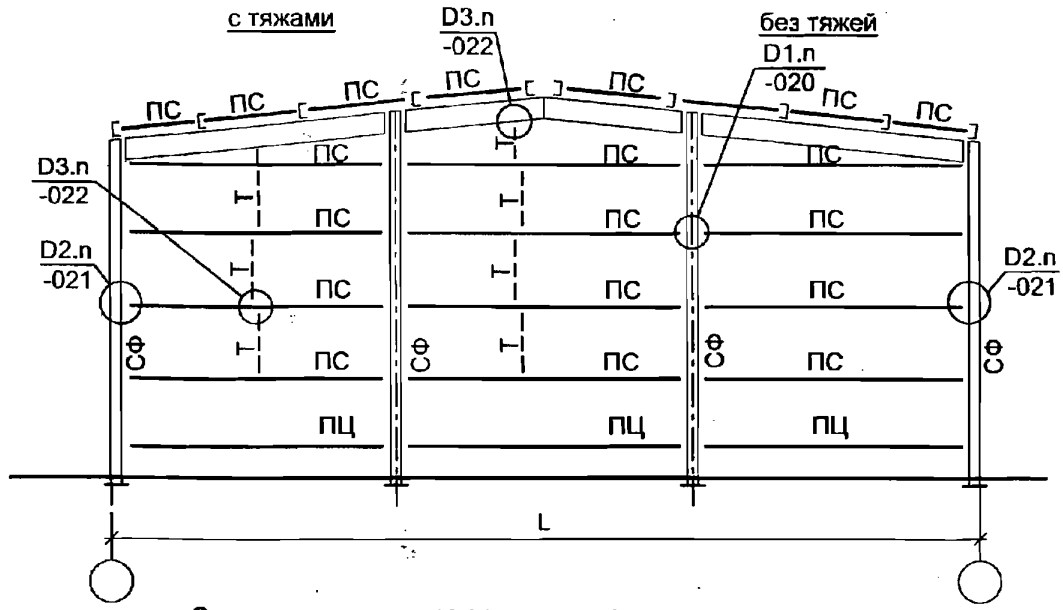 с тяжами
D3.n
-022
без тяжей
D1.n
-020
ПС ПС ПС ПС ПС ПС ПС
ПС ПС ПС
D3.n
-022
Т Т
ПС ПС ПС
D2.n
-021
D2.n
-021
Т Т
ПС ПС ПС
СФ Т СФ Т СФ СФ
ПС ПС ПС
ПЦ ПЦ ПЦ
L